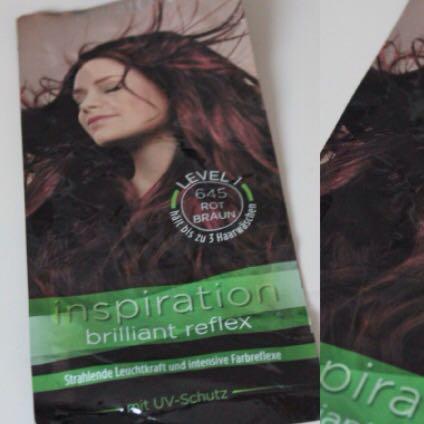 LEVEL 1
645
ROT
BRAUN
hält bis zu 3 Haarwäschen
inspiration
brilliant reflex
Strahlende Leuchtkraft und intensive Farbreflexe
mit UV-Schutz
pira